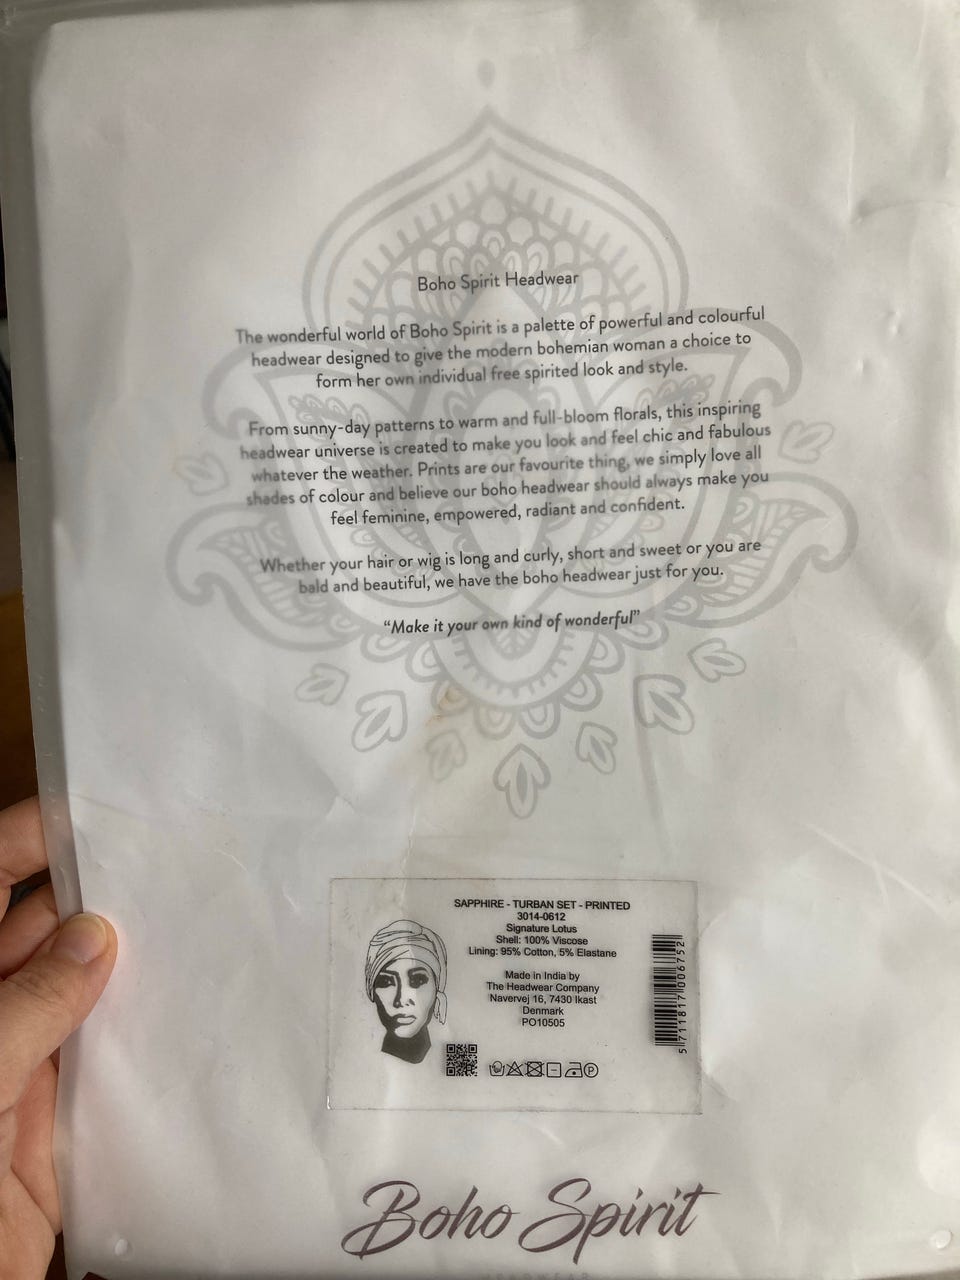 Boho Spirit Headwear
The wonderful world of Boho Spirit is a palette of powerful and colourful
headwear designed to give the modern bohemian woman a choice to
form her own individual free spirited look and style.
From sunny-day patterns to warm and full-bloom florals, this inspiring
headwear universe is created to make you look and feel chic and fabulous
whatever the weather. Prints are our favourite thing, we simply love all
shades of colour and believe our boho headwear should always make you
feel feminine, empowered, radiant and confident.
Whether your hair or wig is long and curly, short and sweet or you are
bald and beautiful, we have the boho headwear just for you.
“Make it your own kind of wonderful”
SAPPHIRE - TURBAN SET - PRINTED
3014-0612
Signature Lotus
Shell: 100% Viscose
Lining: 95% Cotton, 5% Elastane
Made in India by
The Headwear Company
Navervej 16, 7430 Ikast
Denmark
PO10505
5 711817 006752
P
Boho Spirit
HEADWEAR